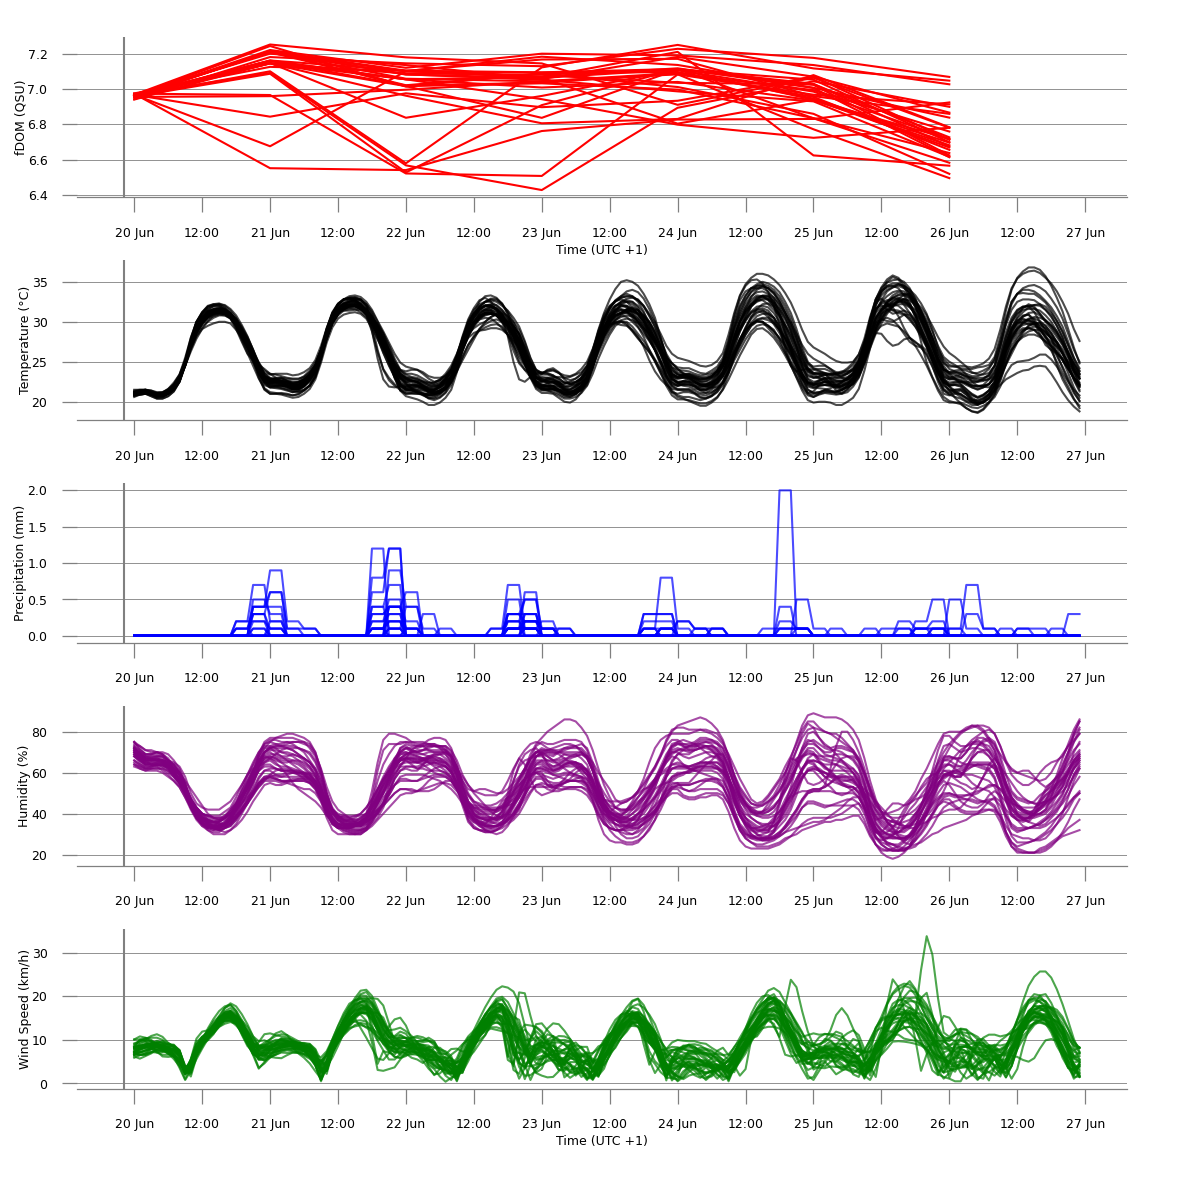 fDOM (QSU)
7.2
7.0
6.8
6.6
6.4
20 Jun 12:00 21 Jun 12:00 22 Jun 12:00 23 Jun 12:00 24 Jun 12:00 25 Jun 12:00 26 Jun 12:00 27 Jun
Time (UTC +1)
Temperature (°C)
35
30
25
20
20 Jun 12:00 21 Jun 12:00 22 Jun 12:00 23 Jun 12:00 24 Jun 12:00 25 Jun 12:00 26 Jun 12:00 27 Jun
Precipitation (mm)
2.0
1.5
1.0
0.5
0.0
20 Jun 12:00 21 Jun 12:00 22 Jun 12:00 23 Jun 12:00 24 Jun 12:00 25 Jun 12:00 26 Jun 12:00 27 Jun
Humidity (%)
80
60
40
20
20 Jun 12:00 21 Jun 12:00 22 Jun 12:00 23 Jun 12:00 24 Jun 12:00 25 Jun 12:00 26 Jun 12:00 27 Jun
Wind Speed (km/h)
30
20
10
0
20 Jun 12:00 21 Jun 12:00 22 Jun 12:00 23 Jun 12:00 24 Jun 12:00 25 Jun 12:00 26 Jun 12:00 27 Jun
Time (UTC +1)